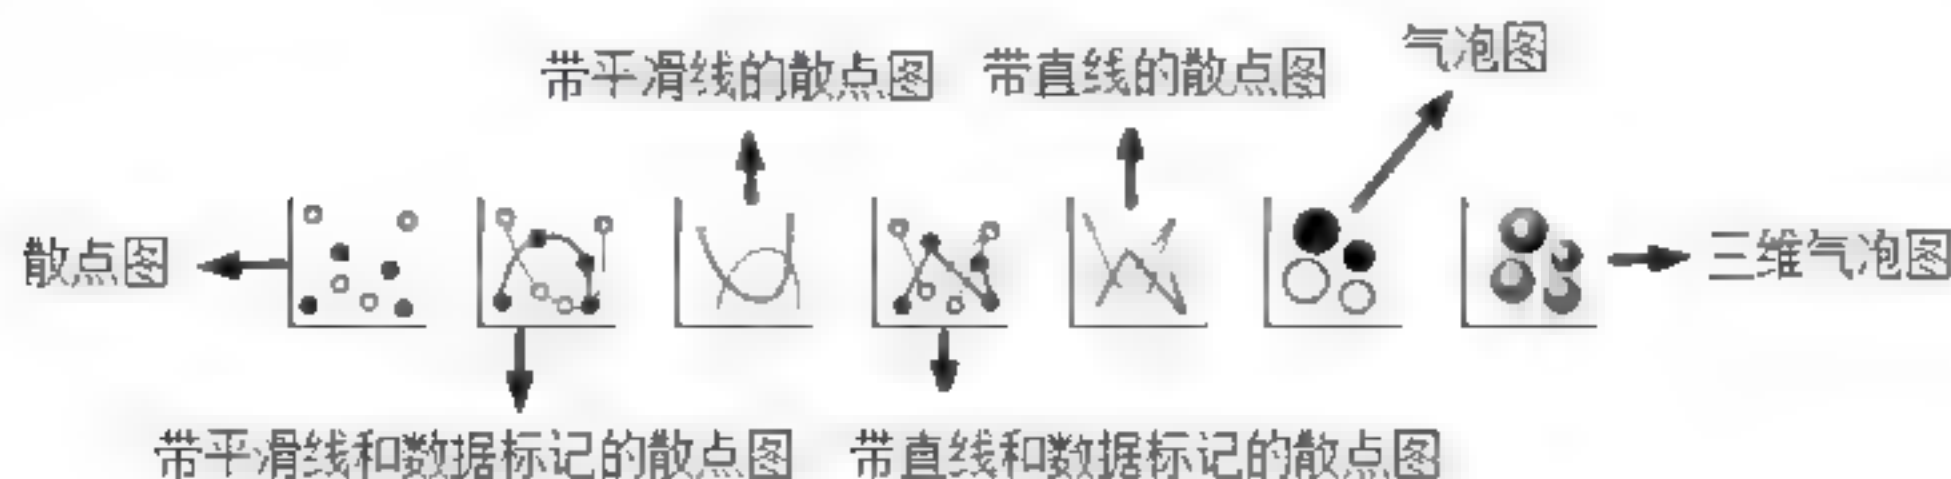 气泡图
带平滑线的散点图
带直线的散点图
散点图
三维气泡图
带平滑线和数据标记的散点图
带直线和数据标记的散点图